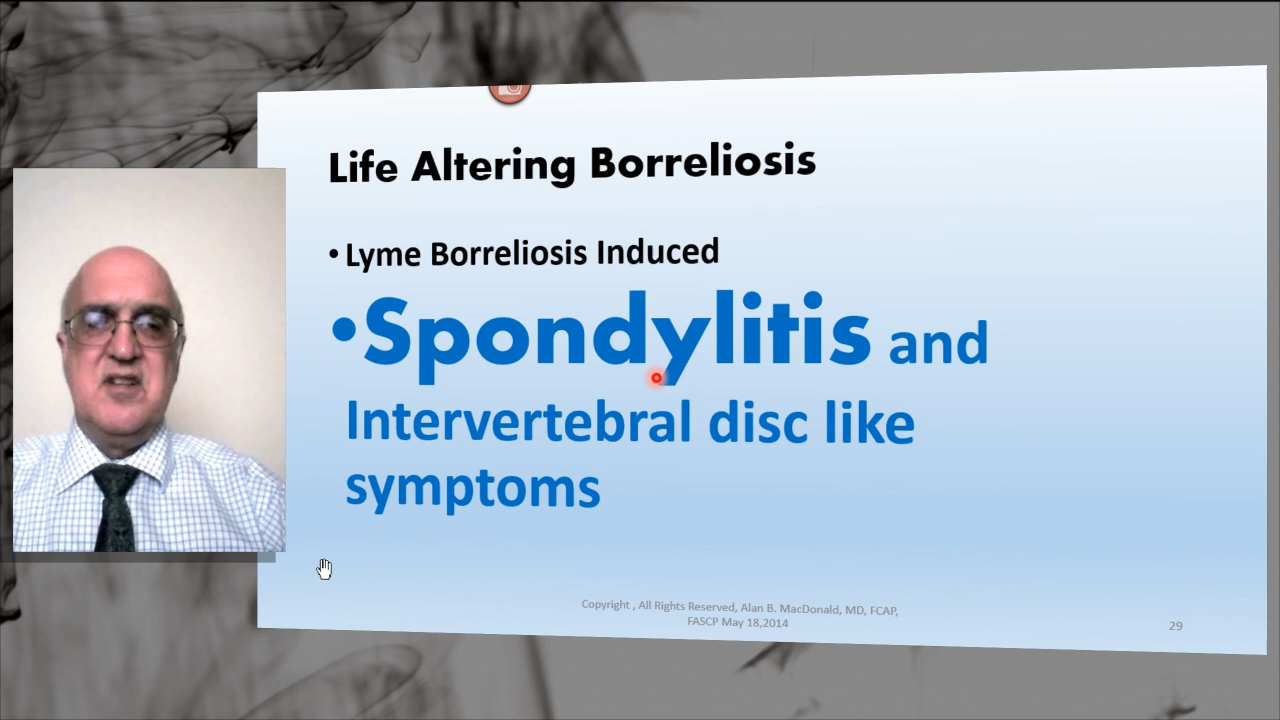 Life Altering Borreliosis
• Lyme Borreliosis Induced
•Spondylitis and
Intervertebral disc like
symptoms
Copyright , All Rights Reserved, Alan B. MacDonald, MD, FCAP,
FASCP May 18,2014
29